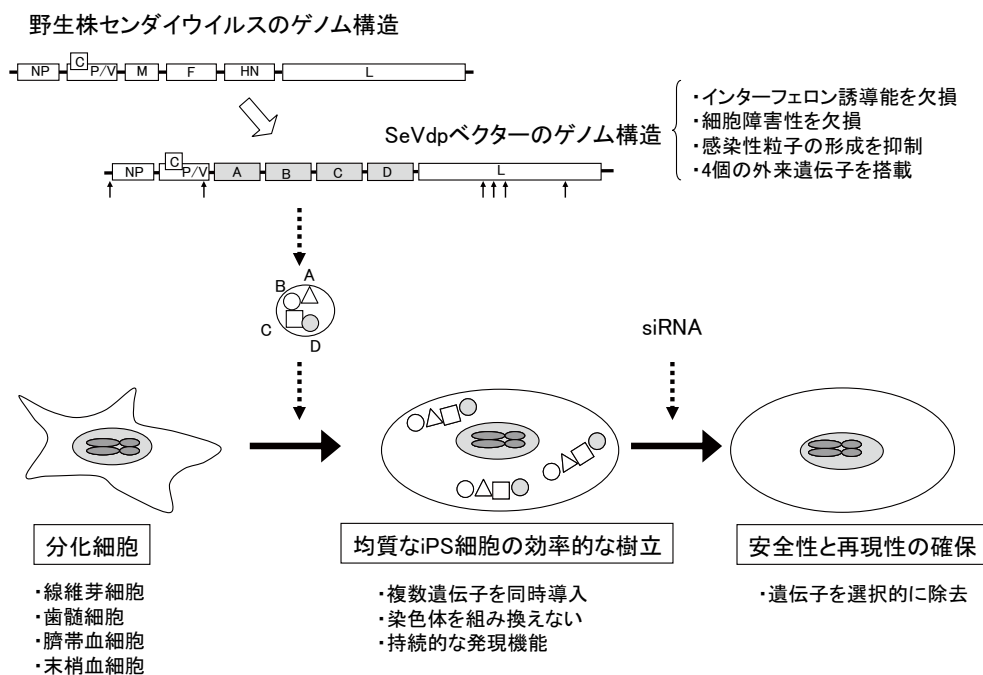 野生株センダイウイルスのゲノム構造
NP
C
P/V
M
F
HN
L
SeVdpベクターのゲノム構造
・インターフェロン誘導能を欠損
・細胞障害性を欠損
・感染性粒子の形成を抑制
・4個の外来遺伝子を搭載
NP
C
P/V
A
B
C
D
L
A
B
C
D
siRNA
分化細胞
・線維芽細胞
・歯髄細胞
・臍帯血細胞
・末梢血細胞
均質なiPS細胞の効率的な樹立
・複数遺伝子を同時導入
・染色体を組み換えない
・持続的な発現機能
安全性と再現性の確保
・遺伝子を選択的に除去